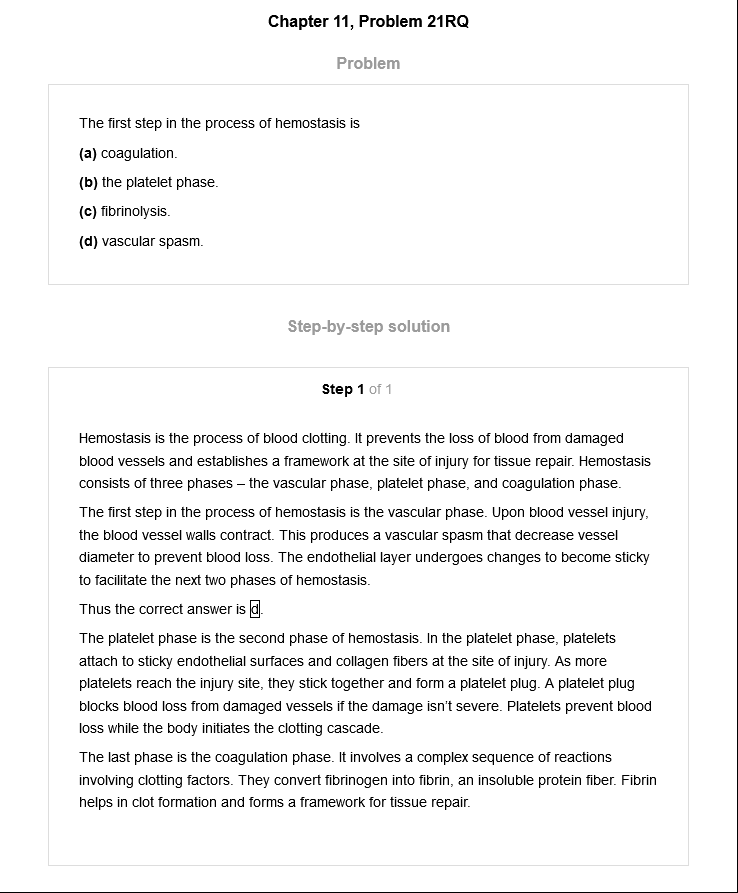 Chapter 11, Problem 21RQ
Problem
The first step in the process of hemostasis is
(a) coagulation.
(b) the platelet phase.
(c) fibrinolysis.
(d) vascular spasm.
Step-by-step solution
Step 1 of 1
Hemostasis is the process of blood clotting. It prevents the loss of blood from damaged
blood vessels and establishes a framework at the site of injury for tissue repair. Hemostasis
consists of three phases – the vascular phase, platelet phase, and coagulation phase.
The first step in the process of hemostasis is the vascular phase. Upon blood vessel injury,
the blood vessel walls contract. This produces a vascular spasm that decrease vessel
diameter to prevent blood loss. The endothelial layer undergoes changes to become sticky
to facilitate the next two phases of hemostasis.
Thus the correct answer is d.
The platelet phase is the second phase of hemostasis. In the platelet phase, platelets
attach to sticky endothelial surfaces and collagen fibers at the site of injury. As more
platelets reach the injury site, they stick together and form a platelet plug. A platelet plug
blocks blood loss from damaged vessels if the damage isn’t severe. Platelets prevent blood
loss while the body initiates the clotting cascade.
The last phase is the coagulation phase. It involves a complex sequence of reactions
involving clotting factors. They convert fibrinogen into fibrin, an insoluble protein fiber. Fibrin
helps in clot formation and forms a framework for tissue repair.